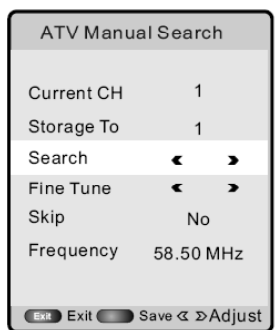 ATV Manual Search
Current CH 1
Storage To 1
Search
Fine Tune
Skip No
Frequency 58.50 MHz
Exit Exit Save Adjust